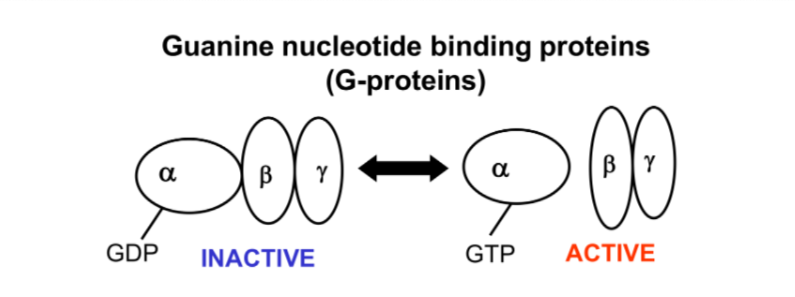 Guanine nucleotide binding proteins
(G-proteins)
α β γ α β γ
GDP INACTIVE GTP ACTIVE